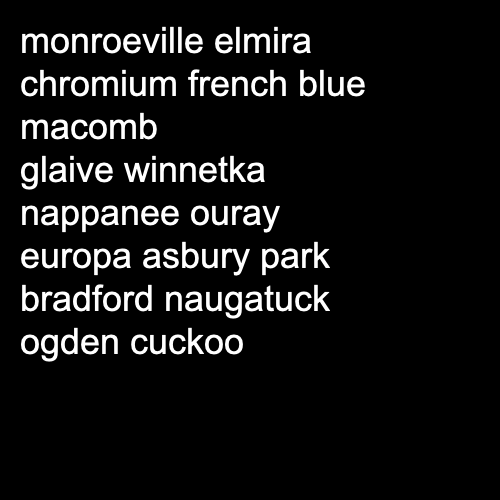 monroeville elmira
chromium french blue
macomb
glaive winnetka
nappanee ouray
europa asbury park
bradford naugatuck
ogden cuckoo